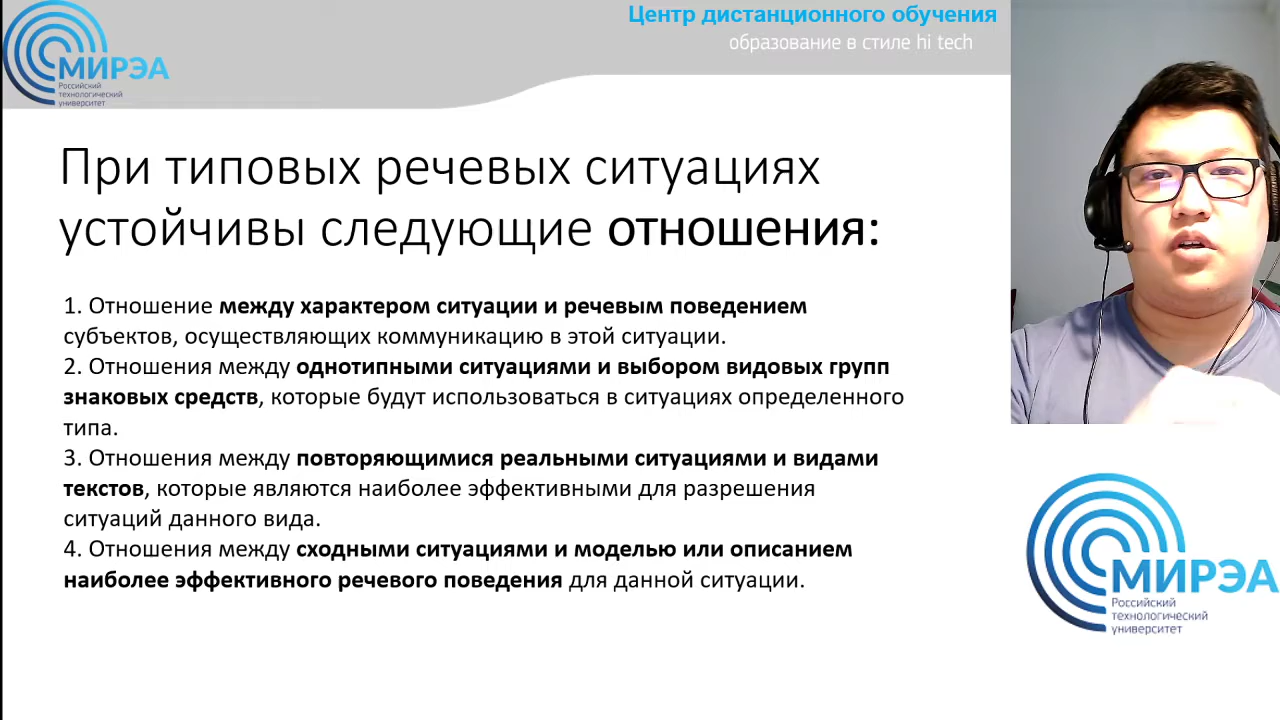 МИРЭА
Российский
технологический
университет
Центр дистанционного обучения
образование в стиле hi tech
При типовых речевых ситуациях
устойчивы следующие отношения:
1. Отношение между характером ситуации и речевым поведением
субъектов, осуществляющих коммуникацию в этой ситуации.
2. Отношения между однотипными ситуациями и выбором видовых групп
знаковых средств, которые будут использоваться в ситуациях определенного
типа.
3. Отношения между повторяющимися реальными ситуациями и видами
текстов, которые являются наиболее эффективными для разрешения
ситуаций данного вида.
4. Отношения между сходными ситуациями и моделью или описанием
наиболее эффективного речевого поведения для данной ситуации.
МИРЭА
Российский
технологический
университет